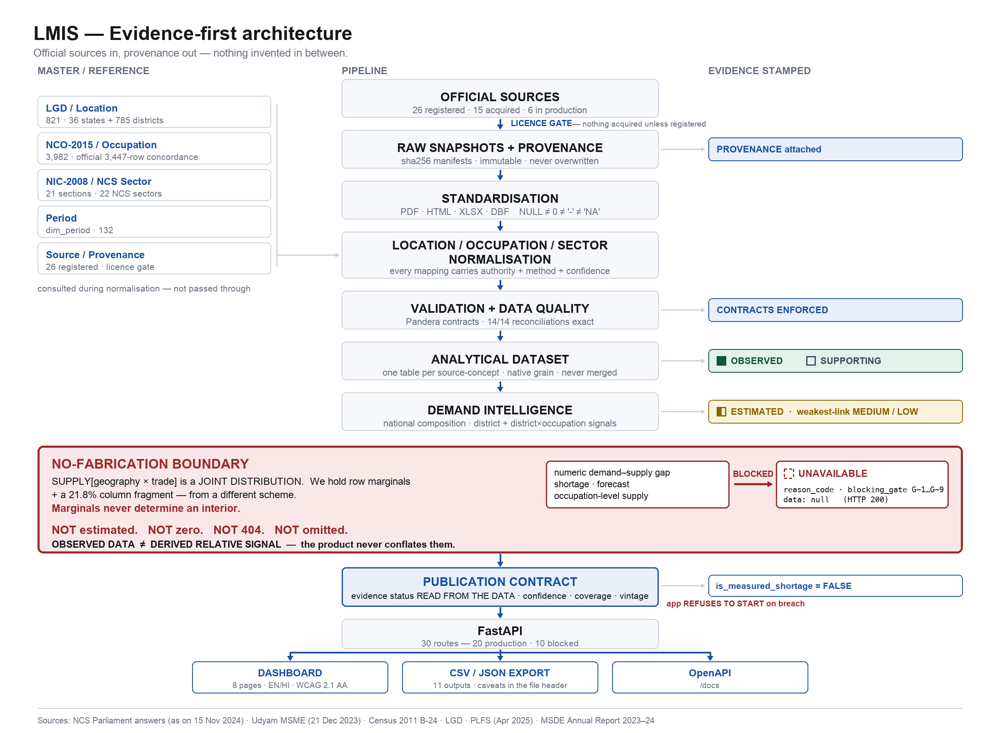 LMIS — Evidence-first architecture
Official sources in, provenance out — nothing invented in between.
MASTER / REFERENCE
LGD / Location
821 · 36 states + 785 districts
NCO-2015 / Occupation
3,982 · official 3,447-row concordance
NIC-2008 / NCS Sector
21 sections · 22 NCS sectors
Period
dim_period · 132
Source / Provenance
26 registered · licence gate
consulted during normalisation — not passed through
PIPELINE
OFFICIAL SOURCES
26 registered · 15 acquired · 6 in production
LICENCE GATE— nothing acquired unless registered
RAW SNAPSHOTS + PROVENANCE
sha256 manifests · immutable · never overwritten
STANDARDISATION
PDF · HTML · XLSX · DBF NULL ≠ 0 ≠ '-' ≠ 'NA'
LOCATION / OCCUPATION / SECTOR
NORMALISATION
every mapping carries authority + method + confidence
VALIDATION + DATA QUALITY
Pandera contracts · 14/14 reconciliations exact
ANALYTICAL DATASET
one table per source-concept · native grain · never merged
DEMAND INTELLIGENCE
national composition · district + district×occupation signals
EVIDENCE STAMPED
PROVENANCE attached
CONTRACTS ENFORCED
OBSERVED SUPPORTING
ESTIMATED · weakest-link MEDIUM / LOW
NO-FABRICATION BOUNDARY
SUPPLY[geography × trade] is a JOINT DISTRIBUTION. We hold row marginals
+ a 21.8% column fragment — from a different scheme.
Marginals never determine an interior.
NOT estimated. NOT zero. NOT 404. NOT omitted.
OBSERVED DATA ≠ DERIVED RELATIVE SIGNAL — the product never conflates them.
numeric demand–supply gap
shortage · forecast
occupation-level supply
BLOCKED
UNAVAILABLE
reason_code · blocking_gate G−1…G−9
data: null (HTTP 200)
PUBLICATION CONTRACT
evidence status READ FROM THE DATA · confidence · coverage · vintage
is_measured_shortage = FALSE
app REFUSES TO START on breach
FastAPI
30 routes — 20 production · 10 blocked
DASHBOARD
8 pages · EN/HI · WCAG 2.1 AA
CSV / JSON EXPORT
11 outputs · caveats in the file header
OpenAPI
/docs
Sources: NCS Parliament answers (as on 15 Nov 2024) · Udyam MSME (21 Dec 2023) · Census 2011 B-24 · LGD · PLFS (Apr 2025) · MSDE Annual Report 2023–24